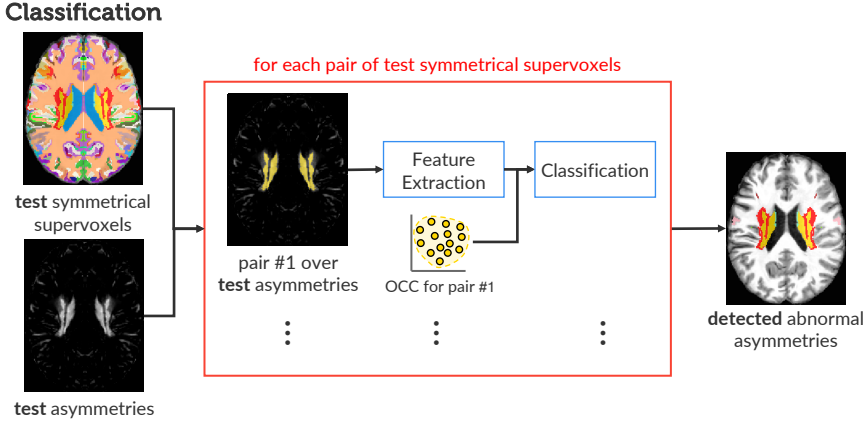 Classification
for each pair of test symmetrical supervoxels
test symmetrical
supervoxels
Feature
Extraction
Classification
pair #1 over
test asymmetries
OCC for pair #1
detected abnormal
asymmetries
test asymmetries